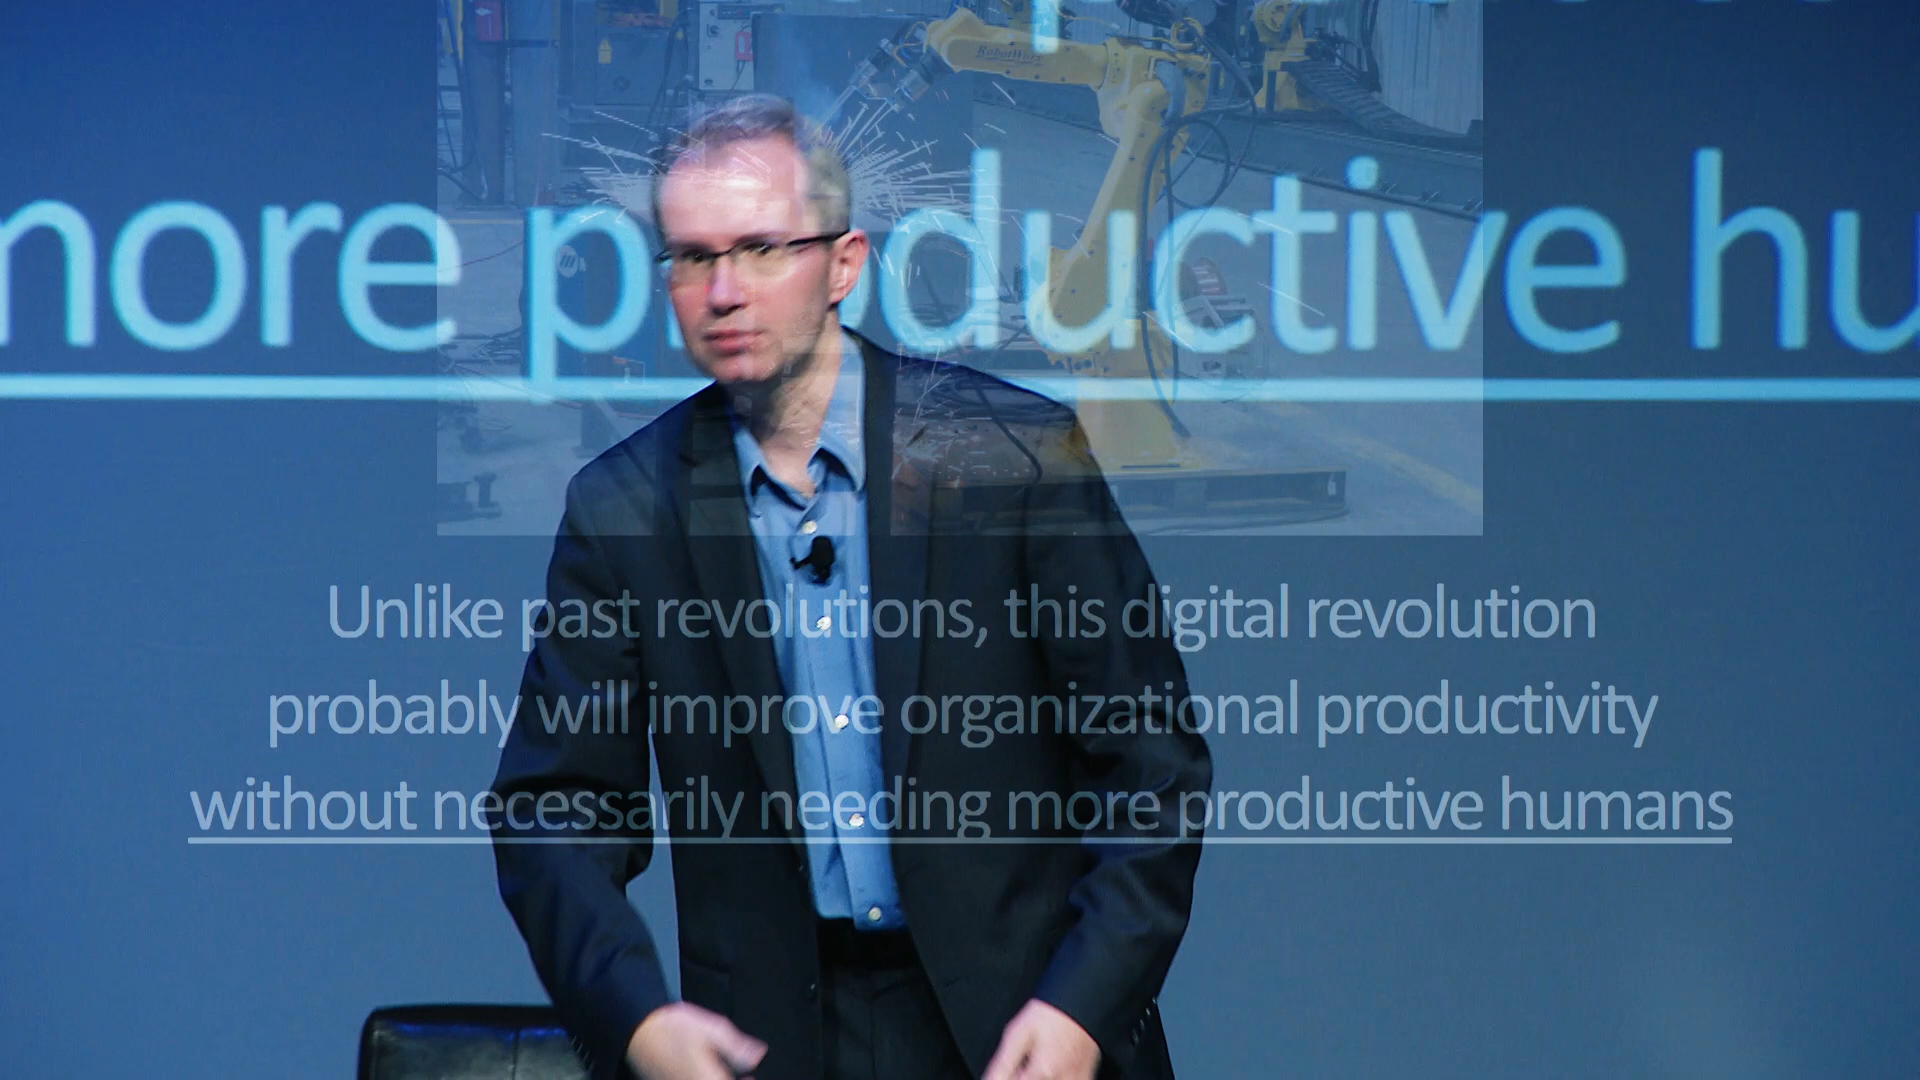 RobotWorx
more productive hu
Unlike past revolutions, this digital revolution
probably will improve organizational productivity
without necessarily needing more productive humans